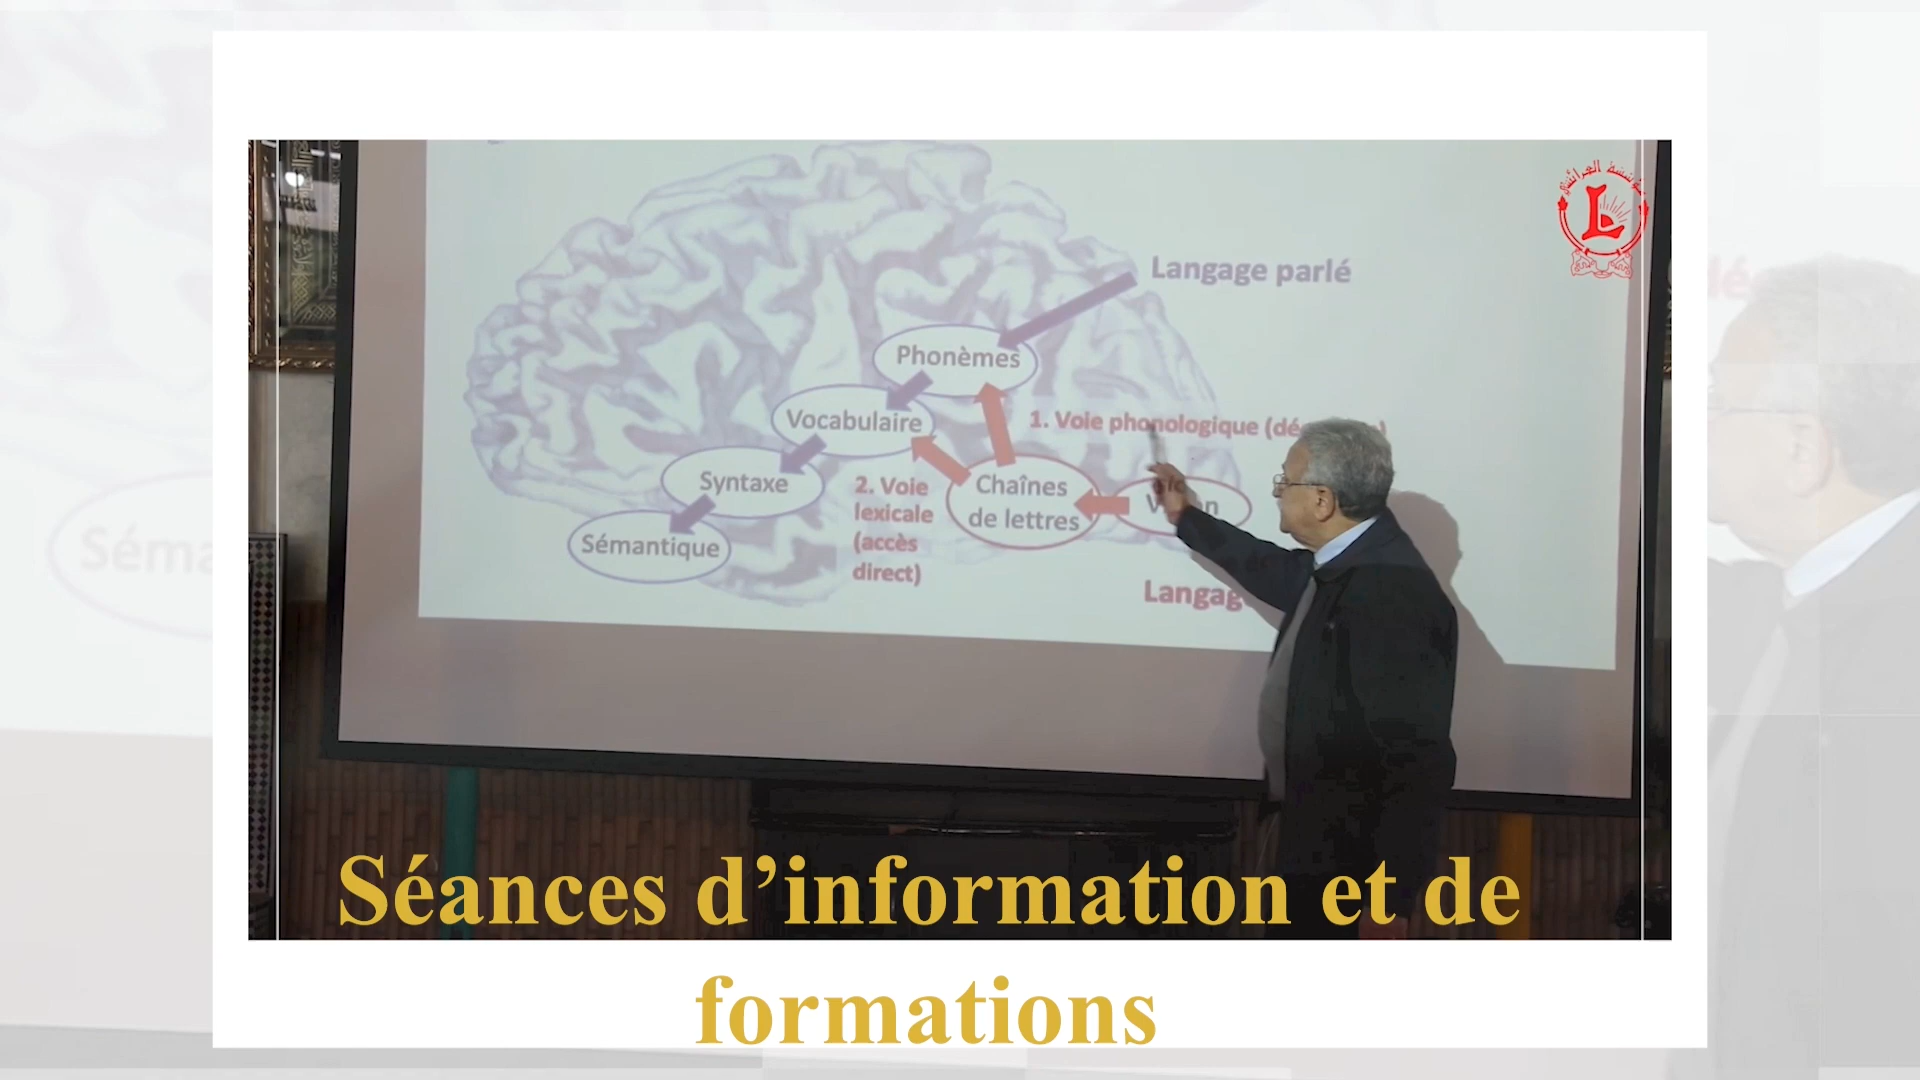 Langage parlé
Phonèmes
Vocabulaire
1. Voie phonologique
Syntaxe
2. Voie
lexicale
(accès
direct)
Chaînes
de lettres
Sémantique
L
Séances d’information et de
formations